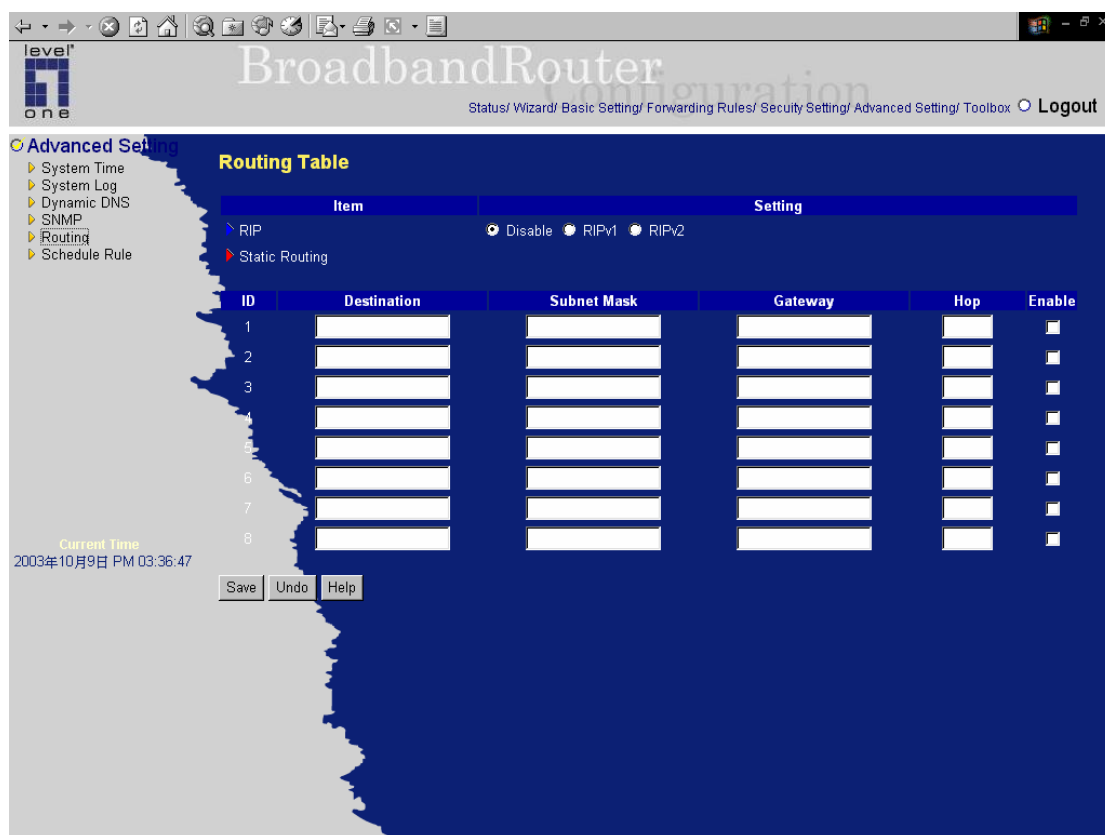 level
one
BroadbandRouter
Configuration
Status/ Wizard/ Basic Setting/ Forwarding Rules/ Secuity Setting/ Advanced Setting/ Toolbox Logout
Advanced Setting
System Time
System Log
Dynamic DNS
SNMP
Routing
Schedule Rule
Current Time
2003年10月9日 PM 03:36:47
Routing Table
Item Setting
RIP Disable RIPv1 RIPv2
Static Routing
ID Destination Subnet Mask Gateway Hop Enable
1
2
3
4
5
6
7
8
Save Undo Help